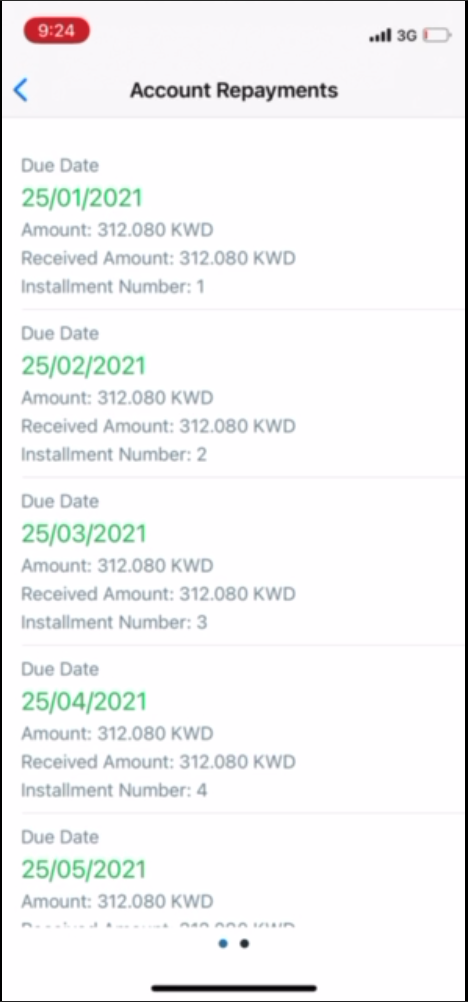 9:24
3G
Account Repayments
Due Date
25/01/2021
Amount: 312.080 KWD
Received Amount: 312.080 KWD
Installment Number: 1
Due Date
25/02/2021
Amount: 312.080 KWD
Received Amount: 312.080 KWD
Installment Number: 2
Due Date
25/03/2021
Amount: 312.080 KWD
Received Amount: 312.080 KWD
Installment Number: 3
Due Date
25/04/2021
Amount: 312.080 KWD
Received Amount: 312.080 KWD
Installment Number: 4
Due Date
25/05/2021
Amount: 312.080 KWD